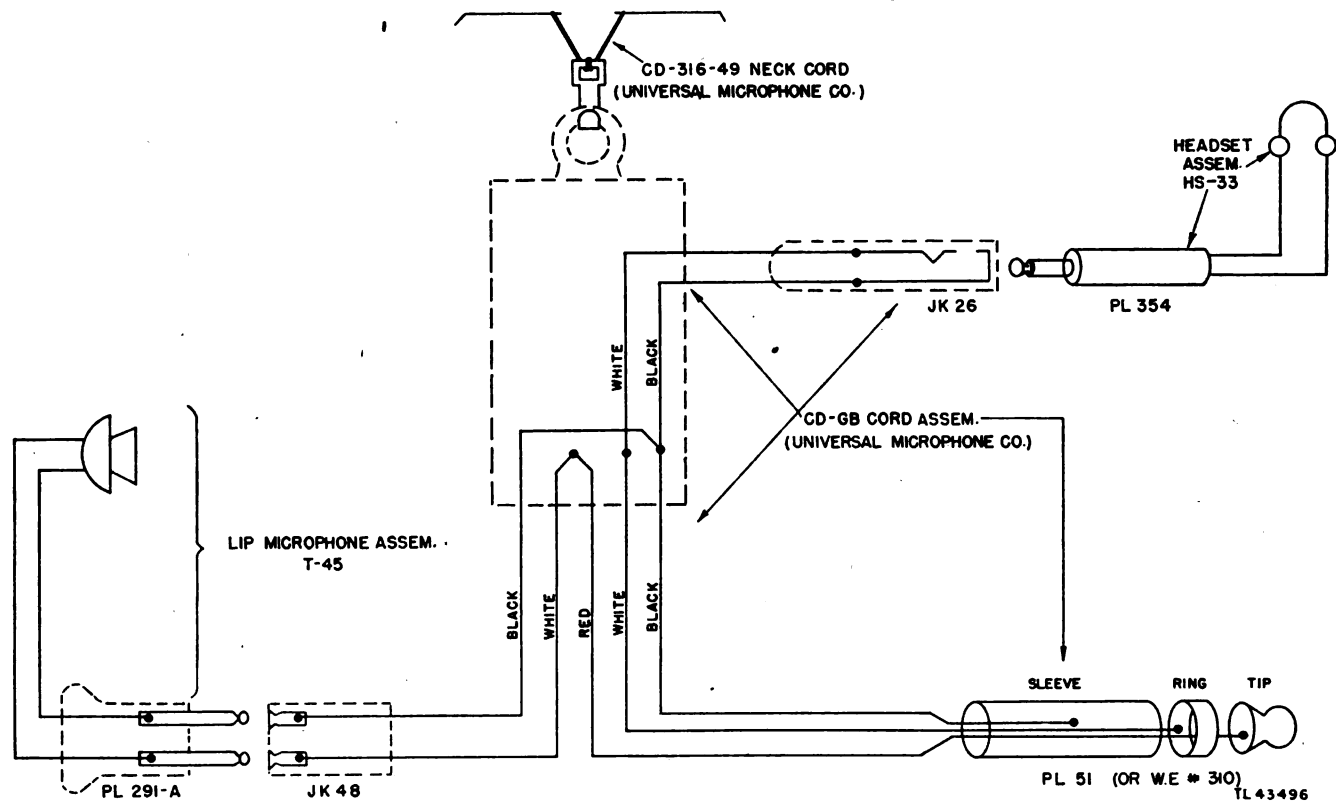 CD-316-49 NECK CORD
(UNIVERSAL MICROPHONE CO.)
HEADSET
ASSEM.
HS-33
JK 26
PL 354
WHITE
BLACK
CD-GB CORD ASSEM.
(UNIVERSAL MICROPHONE CO.)
LIP MICROPHONE ASSEM.
T-45
BLACK
WHITE
RED
WHITE
BLACK
SLEEVE
RING
TIP
PL 291-A
JK 48
PL 51 (OR W.E # 310)
TL 43496